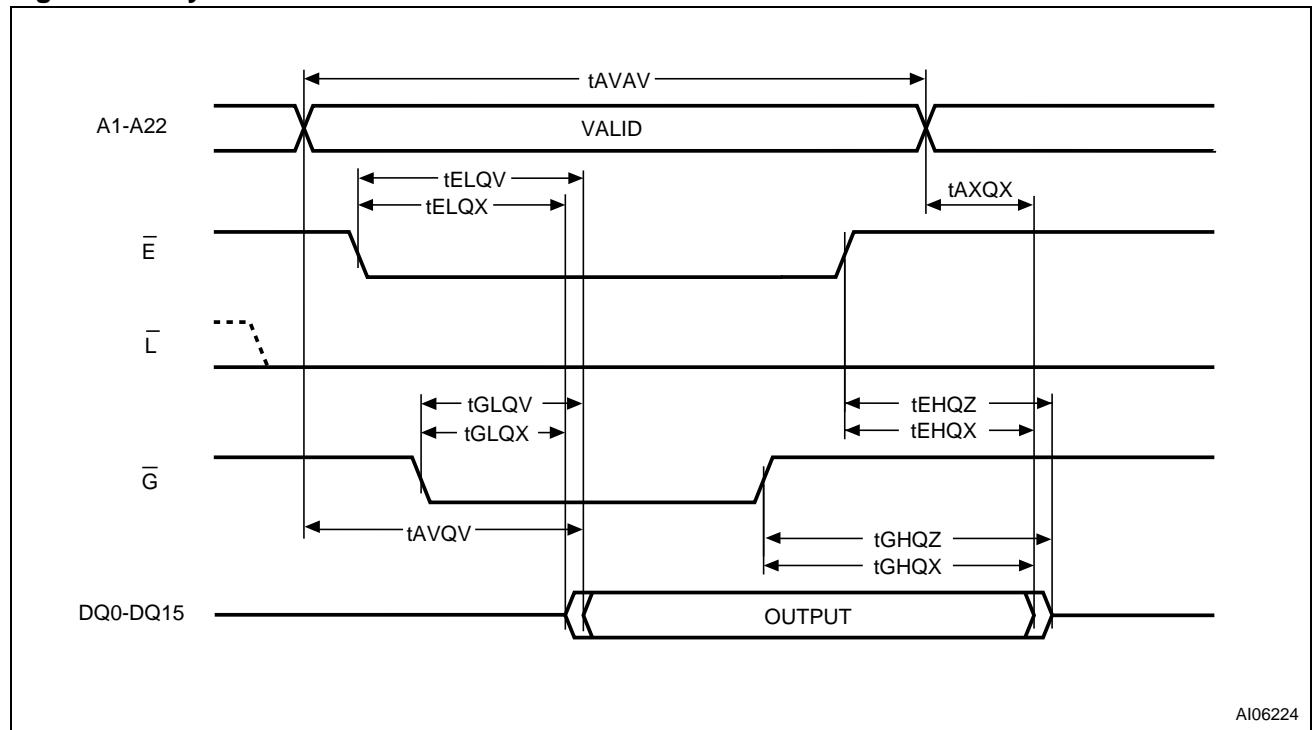 tAVAV
A1-A22
VALID
tELQV
tAXQX
tELQX
E
L
tGLQV
tEHQZ
tGLQX
tEHQX
G
tAVQV
tGHQZ
tGHQX
DQ0-DQ15
OUTPUT
AI06224